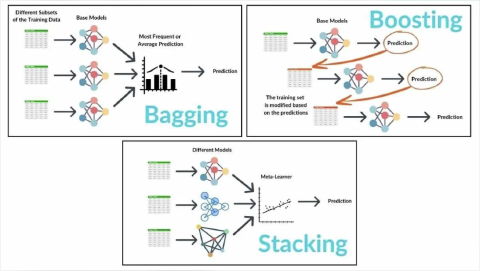 Different Subsets
of the Training Data
Base Models
Most Frequent or
Average Prediction
Prediction
Bagging
Boosting
Base Models
Prediction
Prediction
The training set
is modified based
on the predictions
Prediction
Different Models
Meta-Learner
Prediction
Stacking